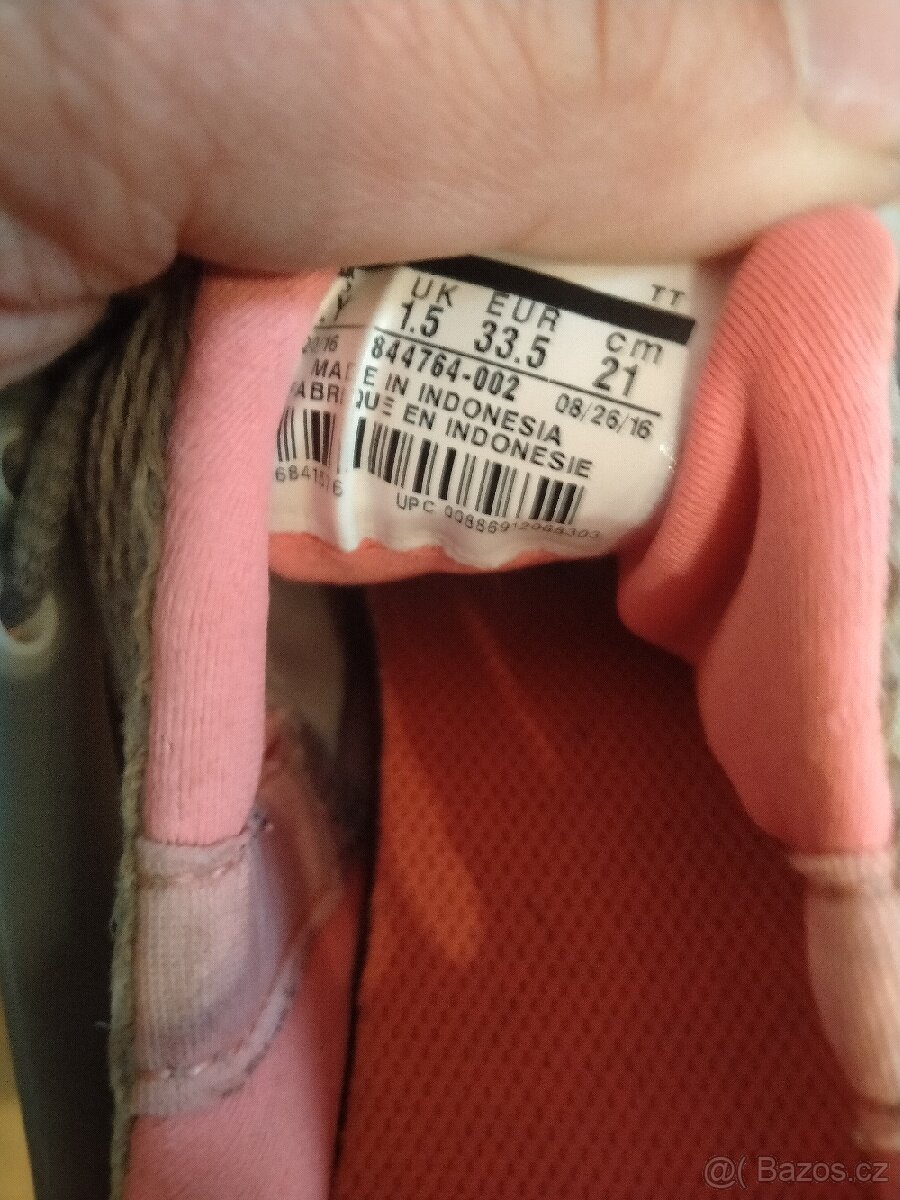 TT
UK EUR cm
Y 1.5 33.5 21
844764-002 08/26/16
MADE IN INDONESIA
FABRIQUE EN INDONESIE
UPC
@( Bazos.cz